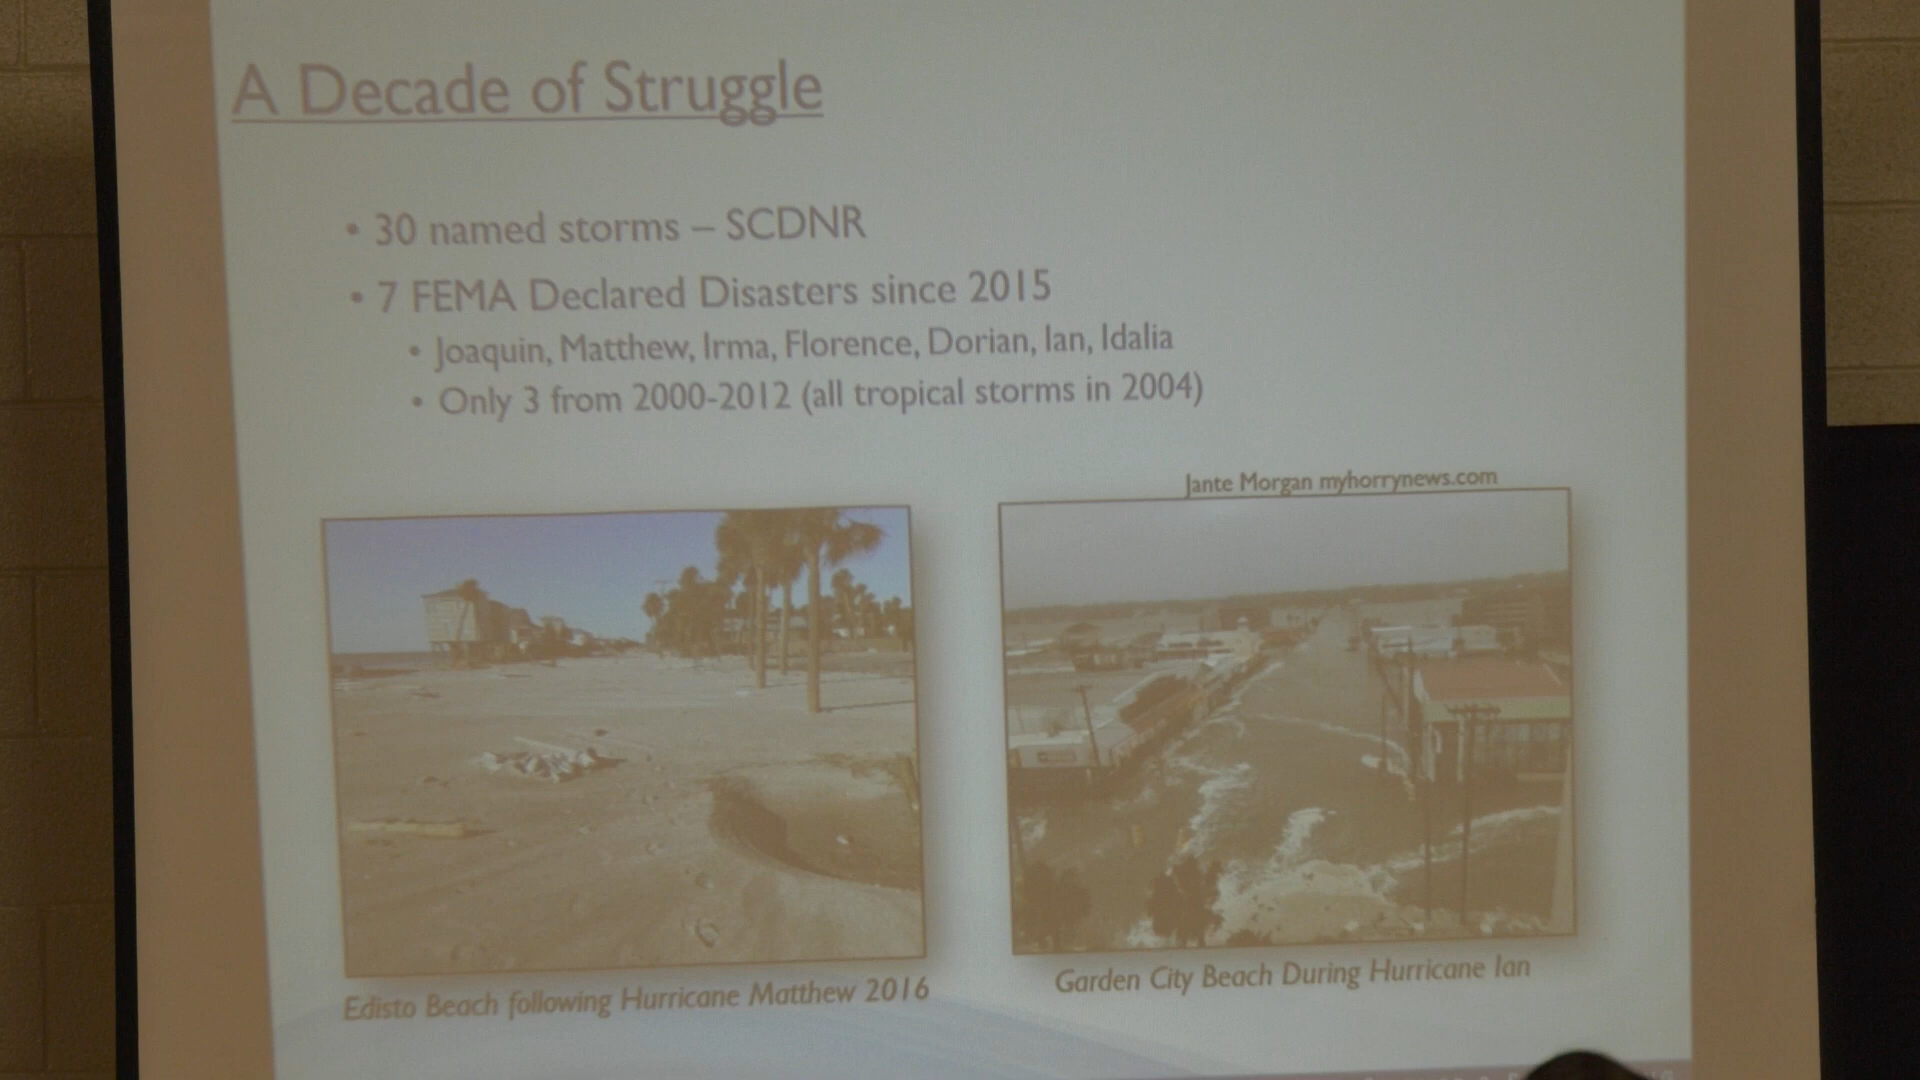 A Decade of Struggle
• 30 named storms – SCDNR
• 7 FEMA Declared Disasters since 2015
• Joaquin, Matthew, Irma, Florence, Dorian, Ian, Idalia
• Only 3 from 2000-2012 (all tropical storms in 2004)
Jante Morgan myhorrynews.com
Edisto Beach following Hurricane Matthew 2016
Garden City Beach During Hurricane Ian